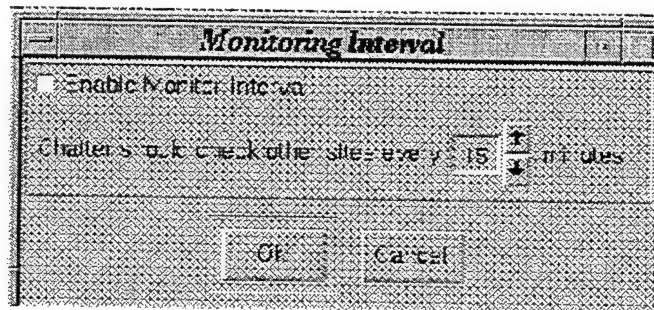 Monitoring Interval
Enable Monitor Interval
Chatter should check other sites every 15 minutes
OK Cancel